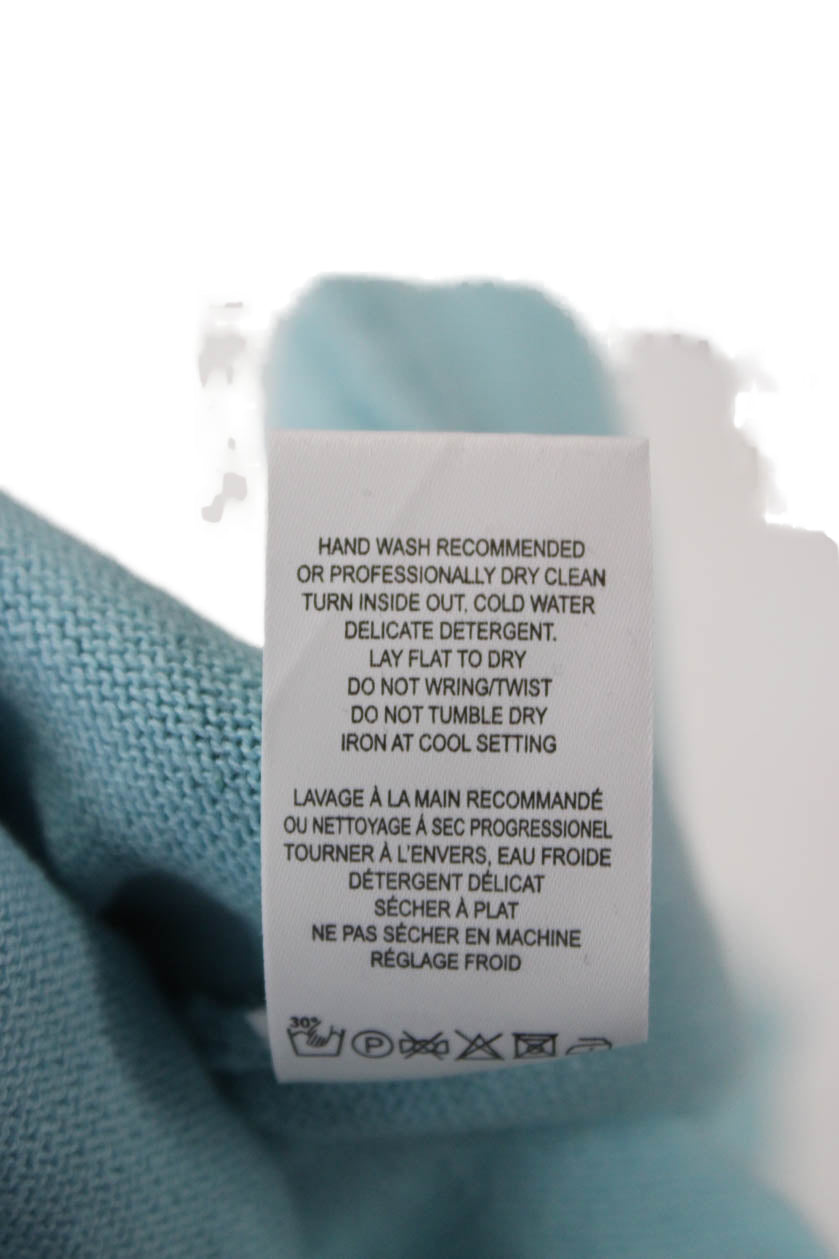 HAND WASH RECOMMENDED
OR PROFESSIONALLY DRY CLEAN
TURN INSIDE OUT, COLD WATER
DELICATE DETERGENT.
LAY FLAT TO DRY
DO NOT WRING/TWIST
DO NOT TUMBLE DRY
IRON AT COOL SETTING
LAVAGE À LA MAIN RECOMMANDÉ
OU NETTOYAGE À SEC PROGRESSIONEL
TOURNER À L'ENVERS, EAU FROIDE
DÉTERGENT DÉLICAT
SÉCHER À PLAT
NE PAS SÉCHER EN MACHINE
RÉGLAGE FROID
30° P